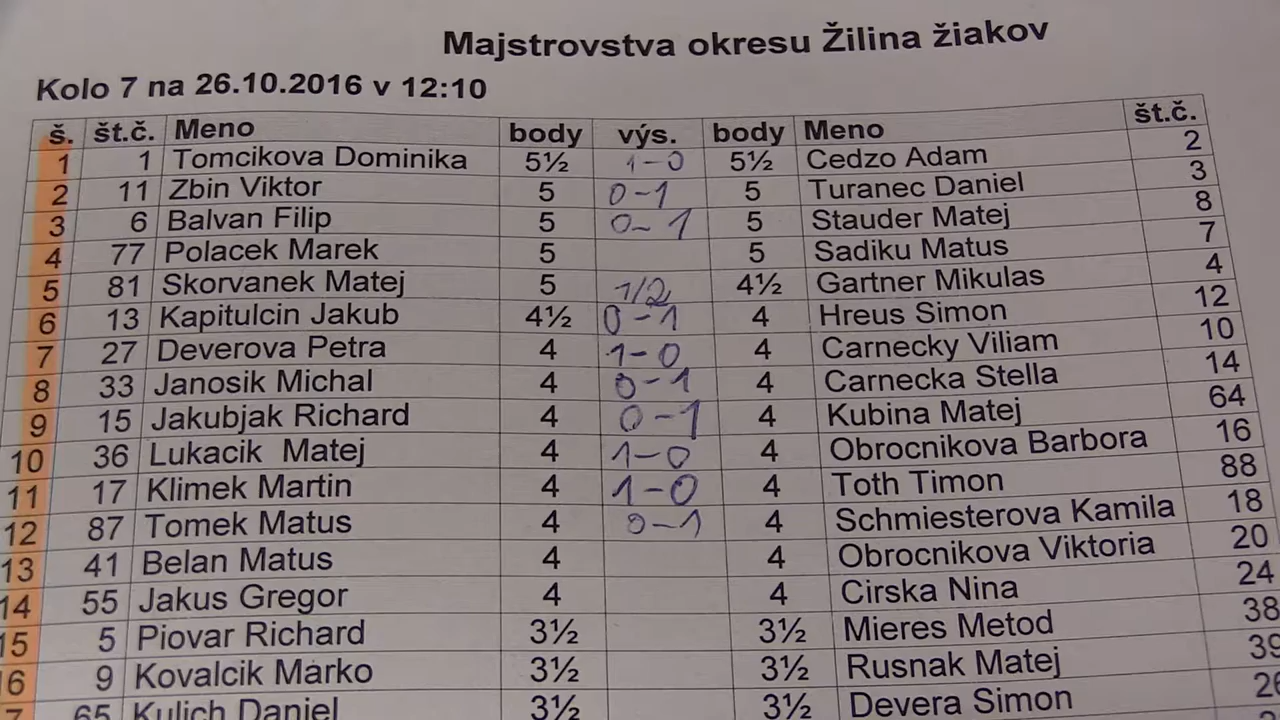 Majstrovstva okresu Žilina žiakov
Kolo 7 na 26.10.2016 v 12:10
š. št.č. Meno body výs. body Meno št.č.
1 1 Tomcikova Dominika 5½ 1-0 5½ Cedzo Adam 2
2 11 Zbin Viktor 5 0-1 5 Turanec Daniel 3
3 6 Balvan Filip 5 0-1 5 Stauder Matej 8
4 77 Polacek Marek 5 5 Sadiku Matus 7
5 81 Skorvanek Matej 5 1/2 4½ Gartner Mikulas 4
6 13 Kapitulcin Jakub 4½ 0-1 4 Hreus Simon 12
7 27 Deverova Petra 4 1-0 4 Carnecky Viliam 10
8 33 Janosik Michal 4 0-1 4 Carnecka Stella 14
9 15 Jakubjak Richard 4 0-1 4 Kubina Matej 64
10 36 Lukacik Matej 4 1-0 4 Obrocnikova Barbora 16
11 17 Klimek Martin 4 1-0 4 Toth Timon 88
12 87 Tomek Matus 4 0-1 4 Schmiesterova Kamila 18
13 41 Belan Matus 4 4 Obrocnikova Viktoria 20
14 55 Jakus Gregor 4 4 Cirska Nina 24
15 5 Piovar Richard 3½ 3½ Mieres Metod 38
6 9 Kovalcik Marko 3½ 3½ Rusnak Matej 39
7 65 Kulich Daniel 3½ 3½ Devera Simon 26